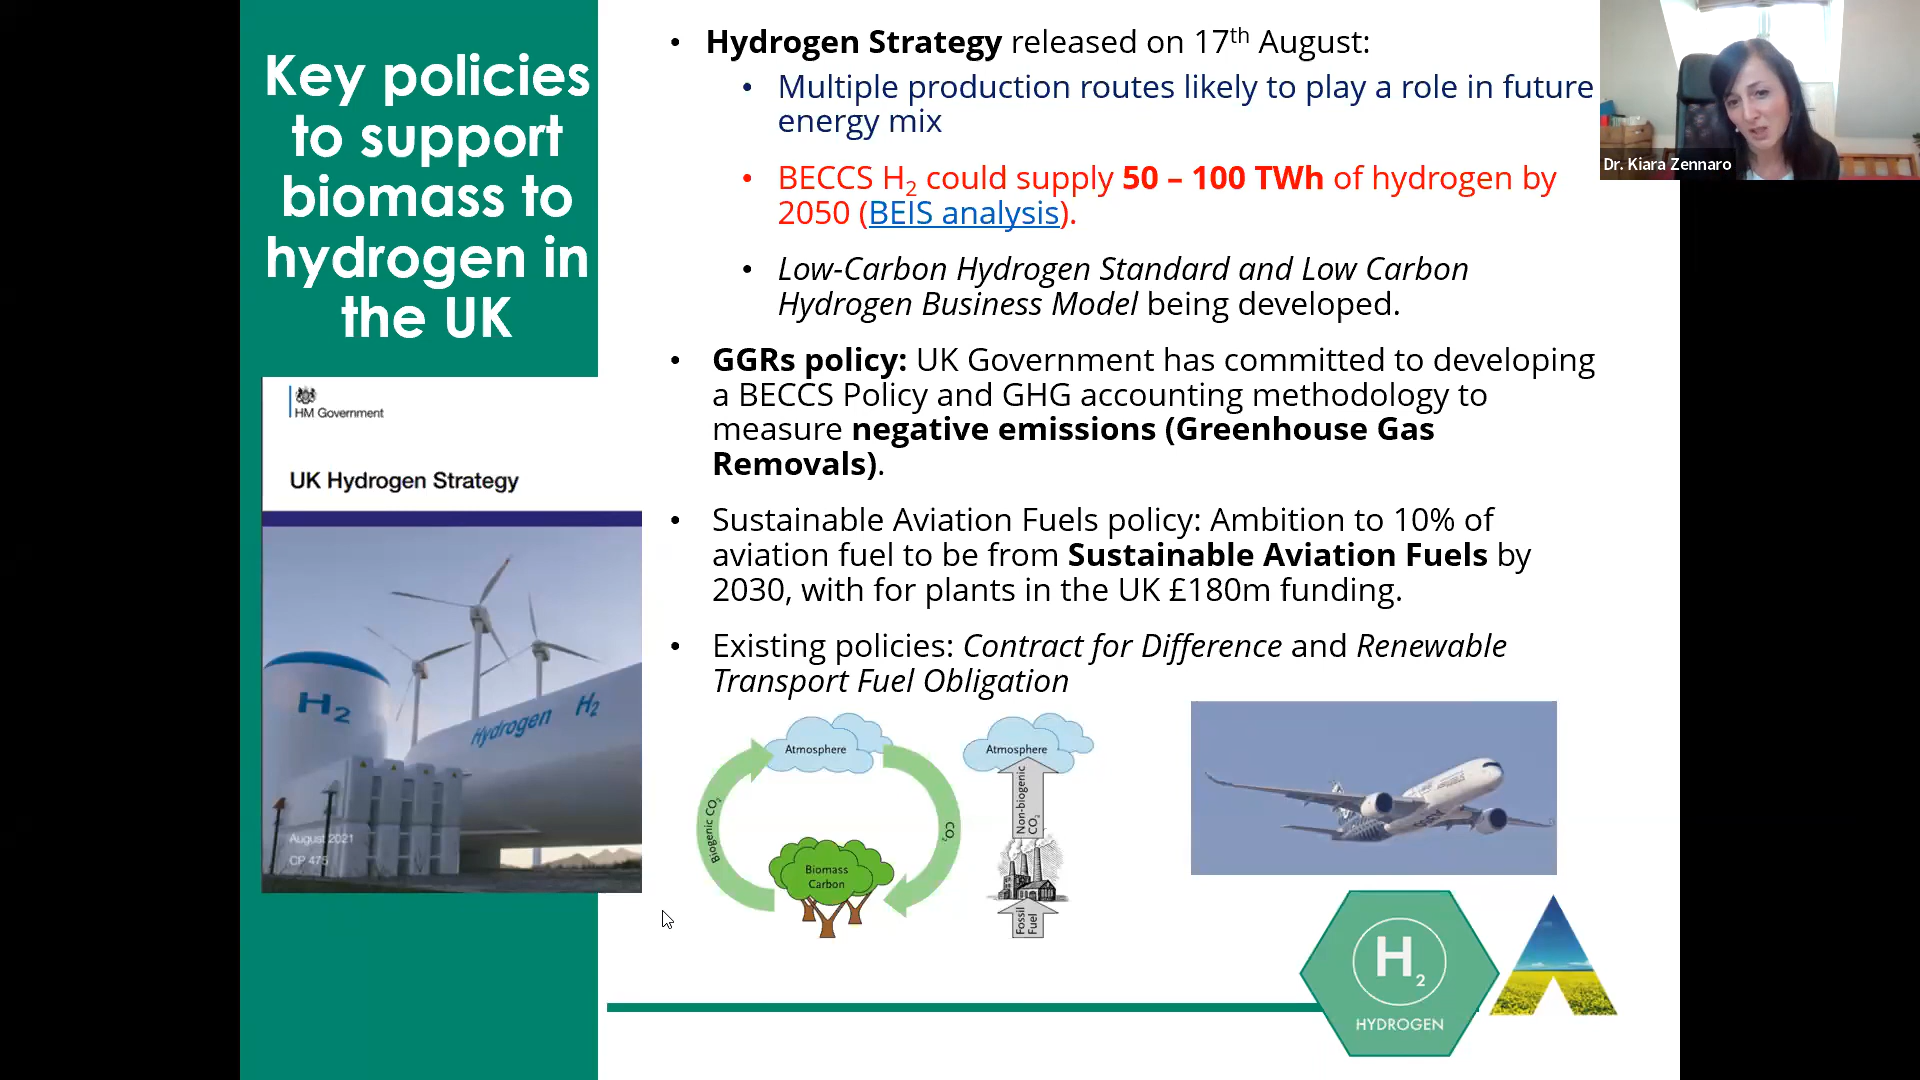 Key policies
to support
biomass to
hydrogen in
the UK
HM Government
UK Hydrogen Strategy
H2
Hydrogen H2
August 2021
CP 475
• Hydrogen Strategy released on 17th August:
• Multiple production routes likely to play a role in future
energy mix
• BECCS H2 could supply 50 – 100 TWh of hydrogen by
2050 (BEIS analysis).
• Low-Carbon Hydrogen Standard and Low Carbon
Hydrogen Business Model being developed.
• GGRs policy: UK Government has committed to developing
a BECCS Policy and GHG accounting methodology to
measure negative emissions (Greenhouse Gas
Removals).
• Sustainable Aviation Fuels policy: Ambition to 10% of
aviation fuel to be from Sustainable Aviation Fuels by
2030, with for plants in the UK £180m funding.
• Existing policies: Contract for Difference and Renewable
Transport Fuel Obligation
Atmosphere
Biogenic CO2
CO2
Biomass
Carbon
Atmosphere
Non-biogenic
CO2
Fossil
Fuel
H2
HYDROGEN
Dr. Kiara Zennaro